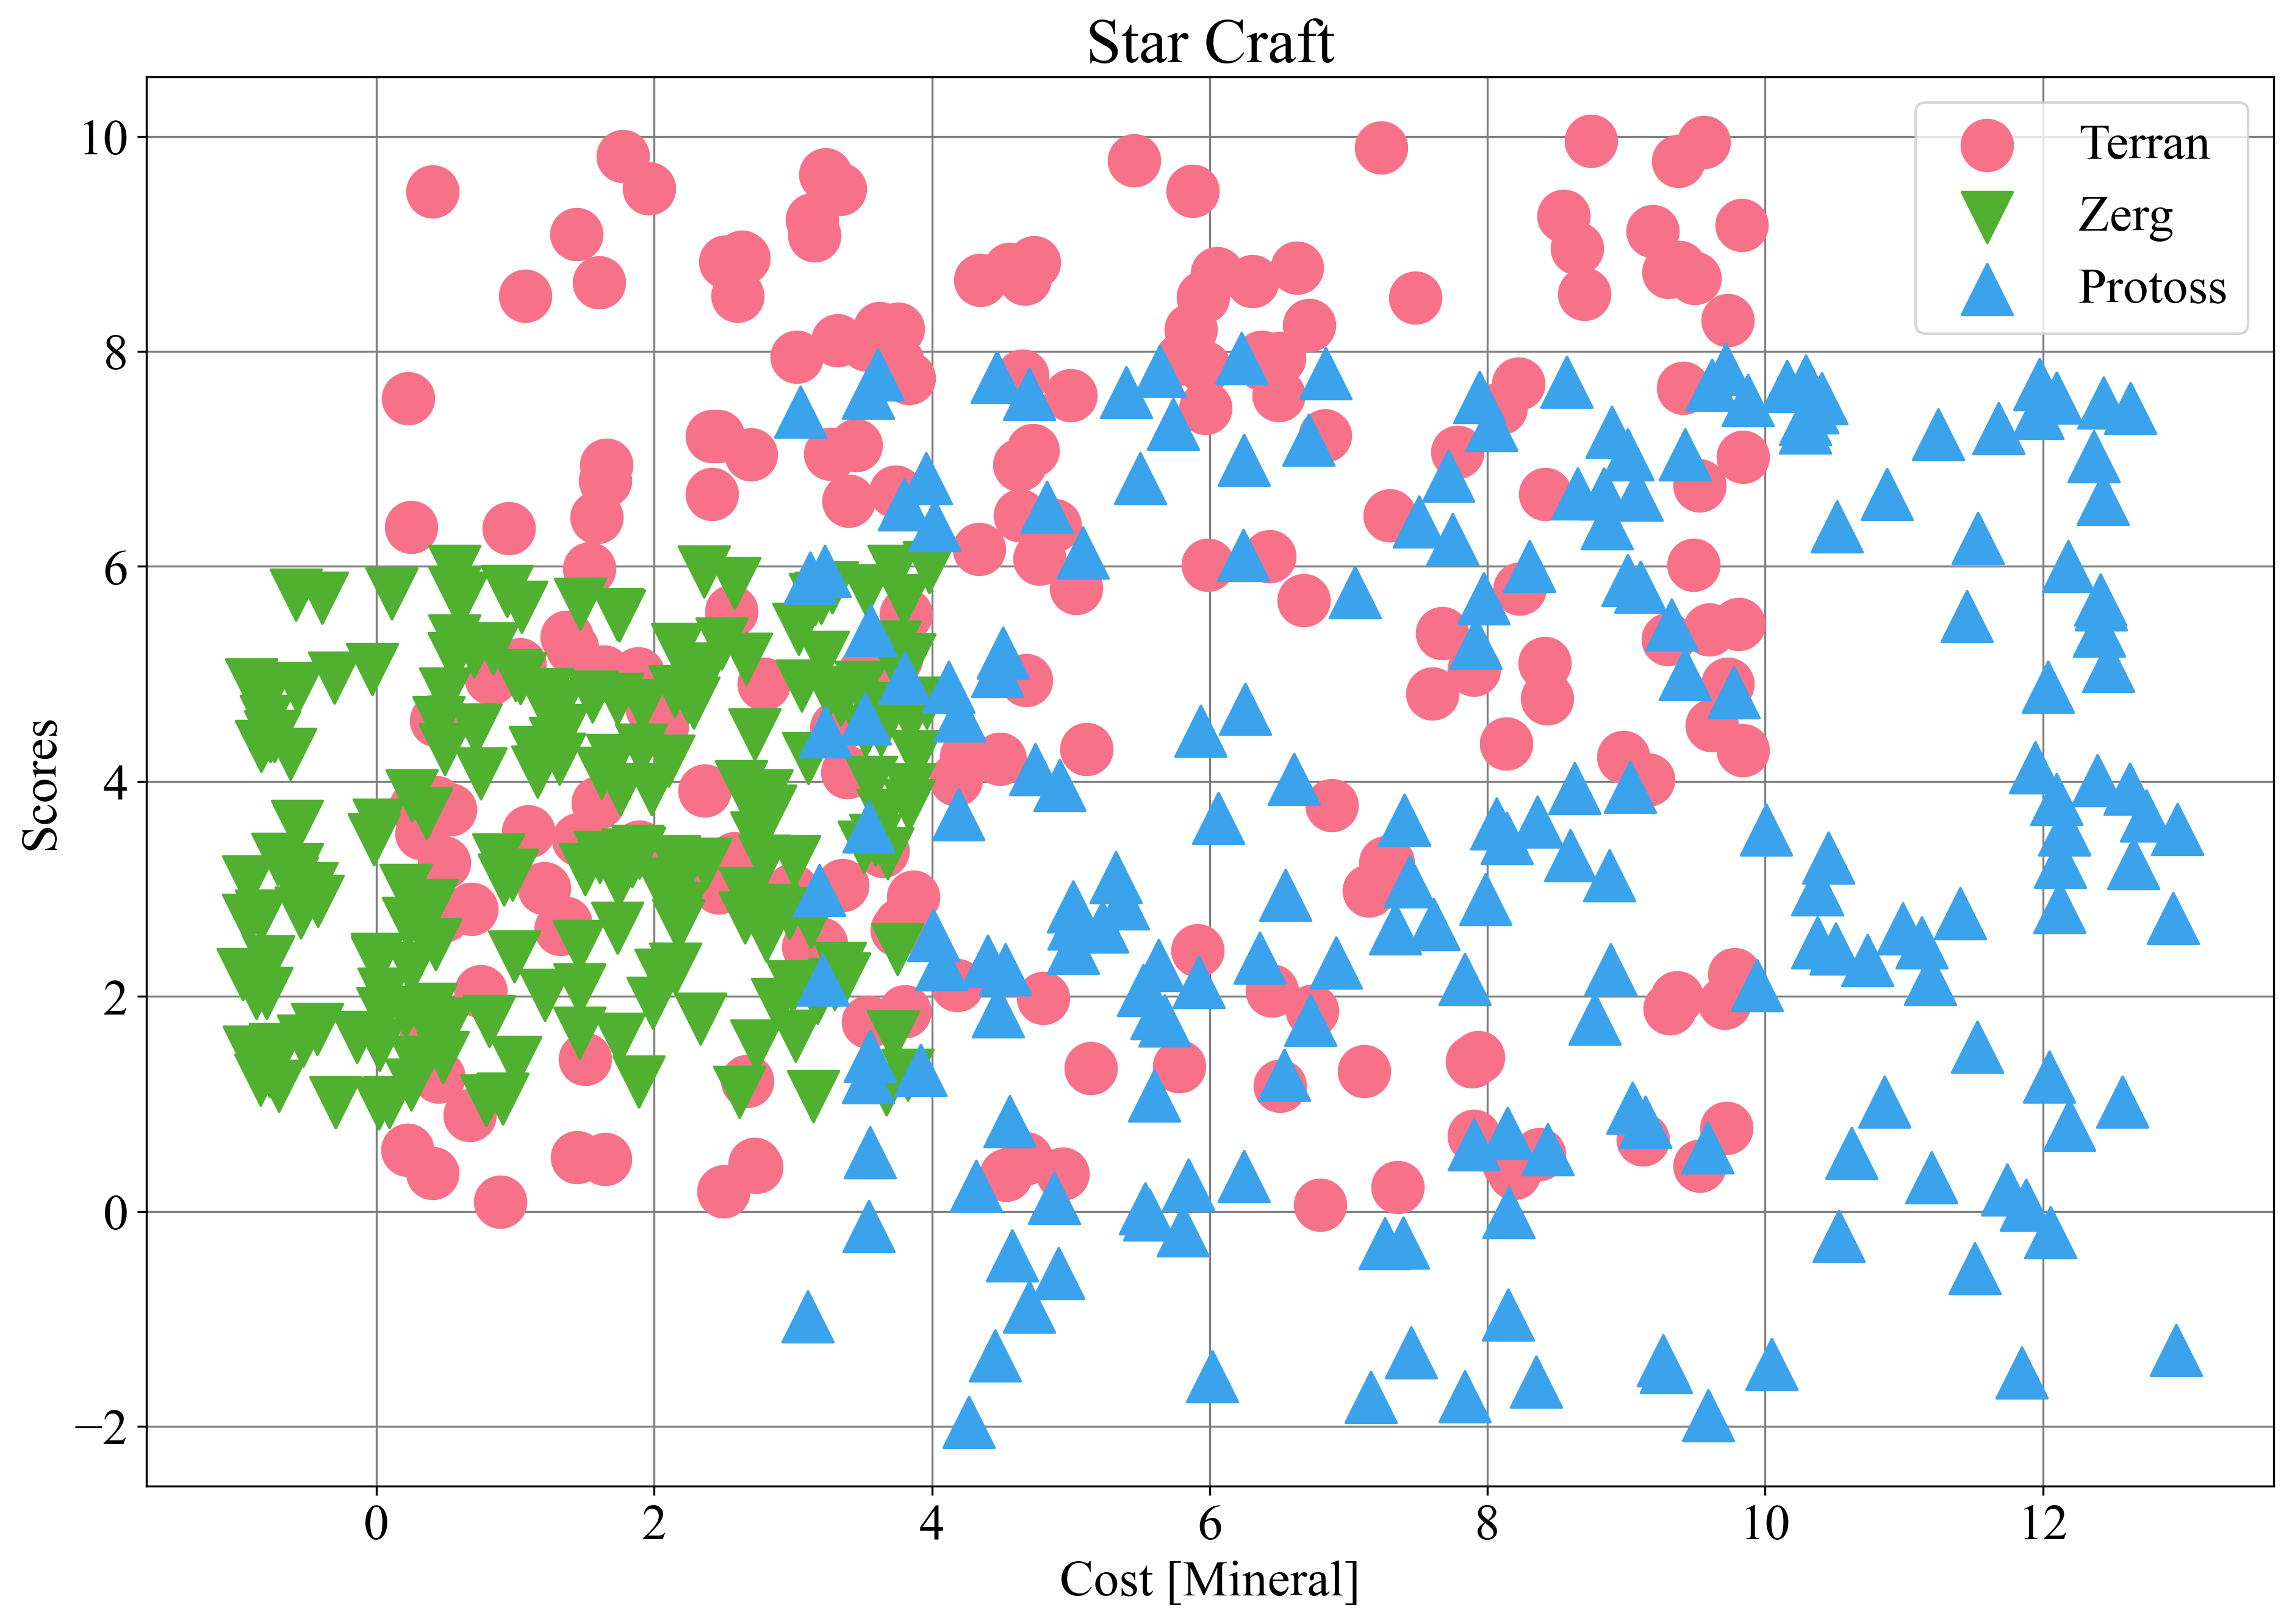 Star Craft
Terran
Zerg
Protoss
10
8
6
4
2
0
−2
Scores
0 2 4 6 8 10 12
Cost [Mineral]